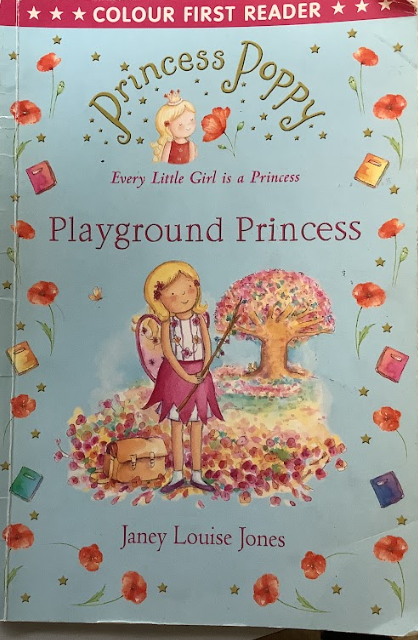 COLOUR FIRST READER
Princess Poppy
Every Little Girl is a Princess
Playground Princess
Janey Louise Jones